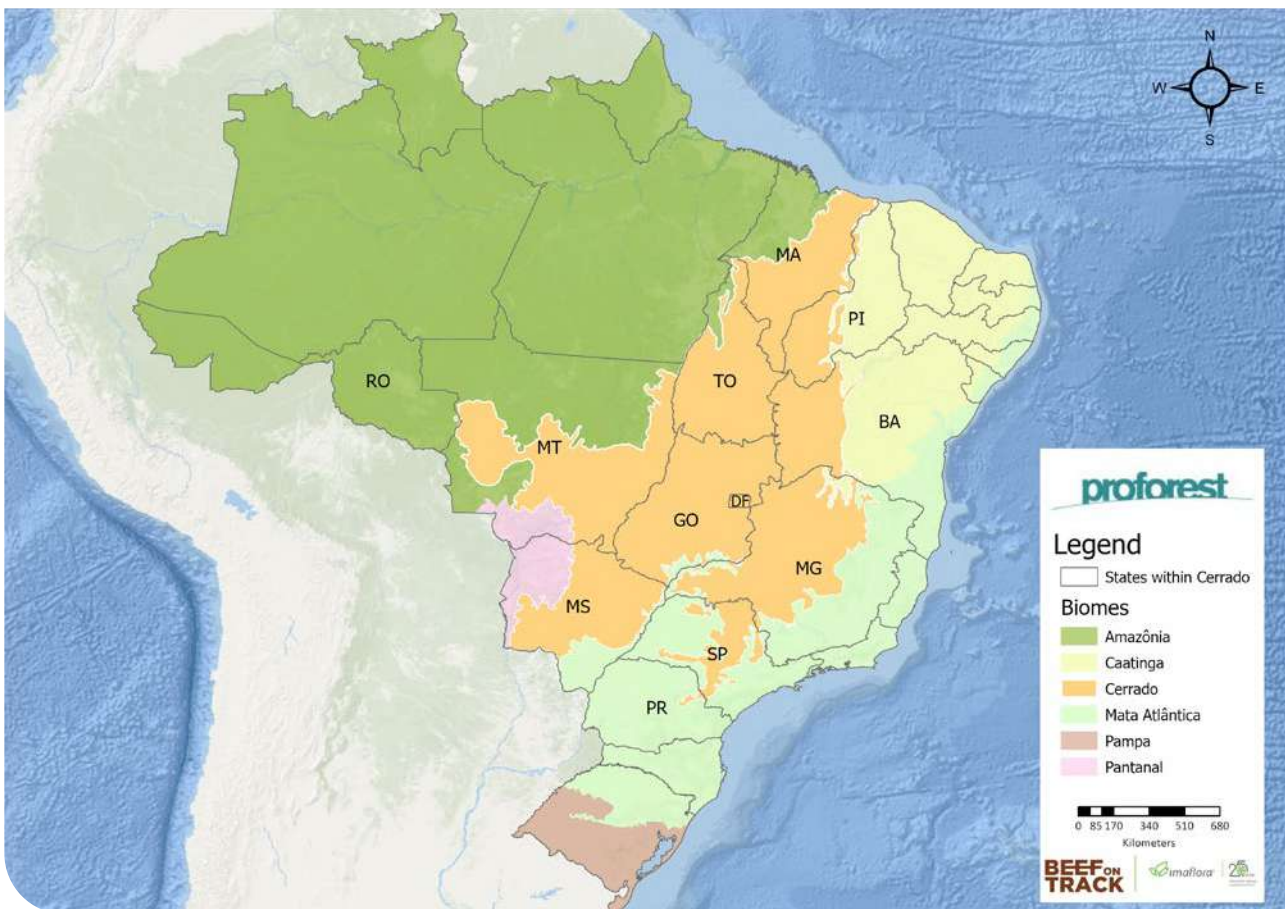 N
W E
S
MA
PI
RO
TO
BA
MT
DF
GO
MG
MS
SP
PR
proforest
Legend
States within Cerrado
Biomes
Amazônia
Caatinga
Cerrado
Mata Atlântica
Pampa
Pantanal
0 85 170 340 510 680
Kilometers
BEEF ON
TRACK
imaflora
25